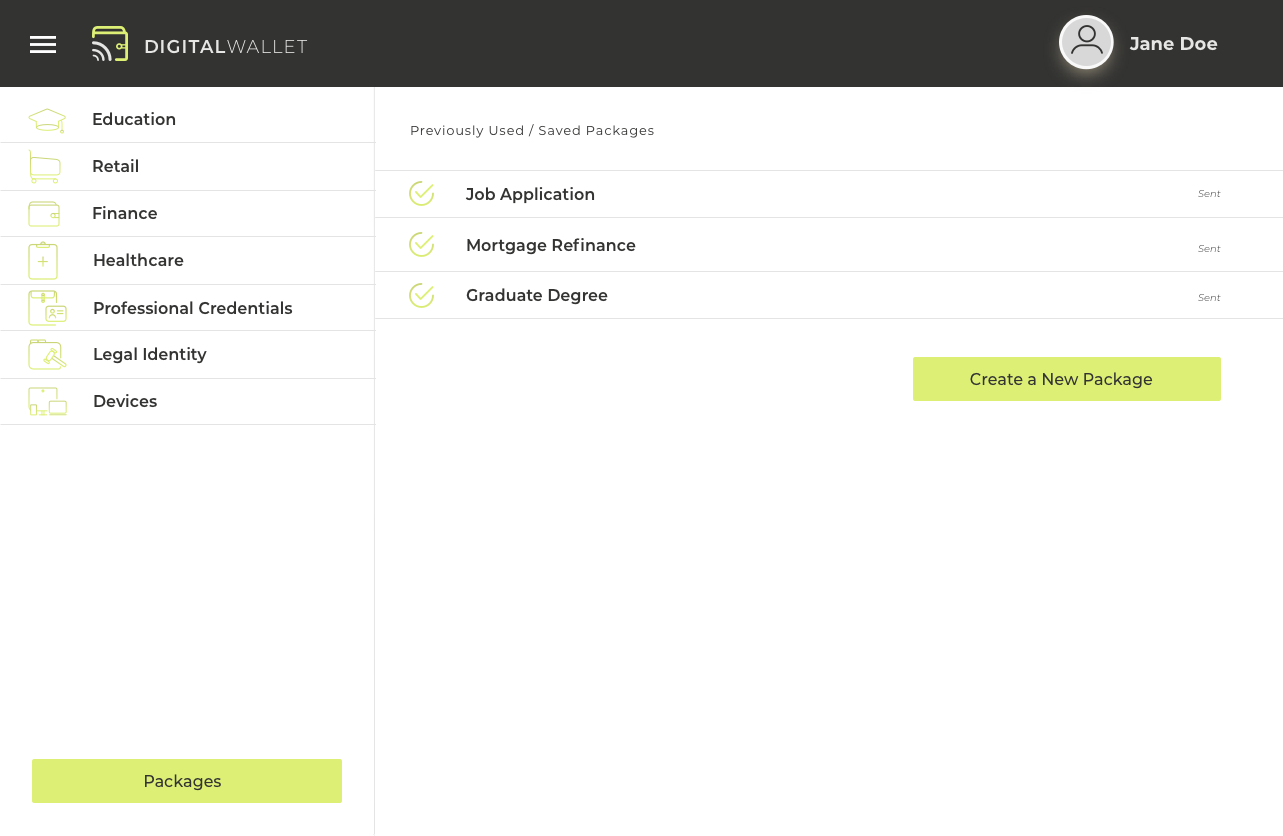 DIGITALWALLET
Jane Doe
Education
Retail
Finance
Healthcare
Professional Credentials
Legal Identity
Devices
Packages
Previously Used / Saved Packages
Job Application
Sent
Mortgage Refinance
Sent
Graduate Degree
Sent
Create a New Package